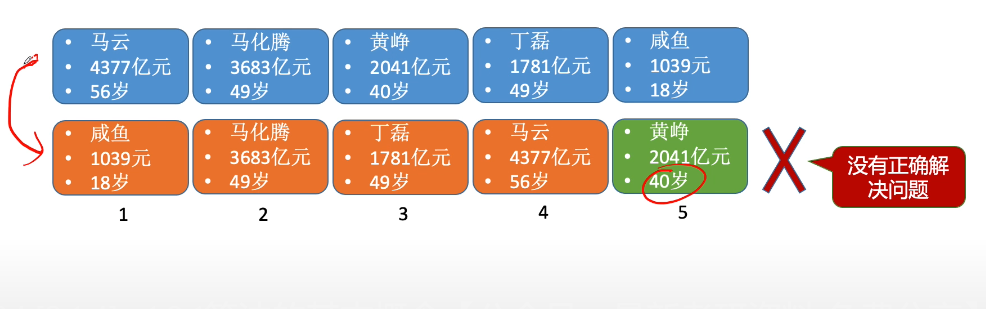 • 马云
• 4377亿元
• 56岁
• 马化腾
• 3683亿元
• 49岁
• 黄峥
• 2041亿元
• 40岁
• 丁磊
• 1781亿元
• 49岁
• 咸鱼
• 1039元
• 18岁
• 咸鱼
• 1039元
• 18岁
• 马化腾
• 3683亿元
• 49岁
• 丁磊
• 1781亿元
• 49岁
• 马云
• 4377亿元
• 56岁
• 黄峥
• 2041亿元
• 40岁
没有正确解
决问题
1
2
3
4
5